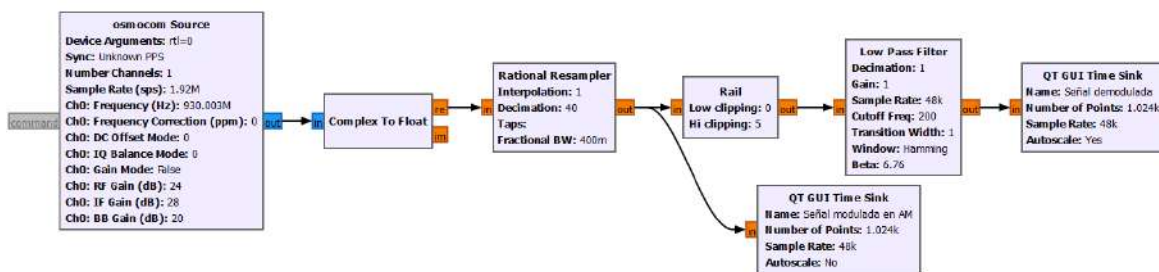 osmocom Source
Device Arguments: rtl=0
Sync: Unknown PPS
Number Channels: 1
Sample Rate (sps): 1.92M
Ch0: Frequency (Hz): 930.003M
Ch0: Frequency Correction (ppm): 0
Ch0: DC Offset Mode: 0
Ch0: IQ Balance Mode: 0
Ch0: Gain Mode: False
Ch0: RF Gain (dB): 24
Ch0: IF Gain (dB): 28
Ch0: BB Gain (dB): 20
command
out
in
Complex To Float
re
im
in
Rational Resampler
Interpolation: 1
Decimation: 40
Taps:
Fractional BW: 400m
out
in
Rail
Low clipping: 0
Hi clipping: 5
out
in
Low Pass Filter
Decimation: 1
Gain: 1
Sample Rate: 48k
Cutoff Freq: 200
Transition Width: 1
Window: Hamming
Beta: 6.76
out
in
QT GUI Time Sink
Name: Señal demodulada
Number of Points: 1.024k
Sample Rate: 48k
Autoscale: Yes
in
QT GUI Time Sink
Name: Señal modulada en AM
Number of Points: 1.024k
Sample Rate: 48k
Autoscale: No